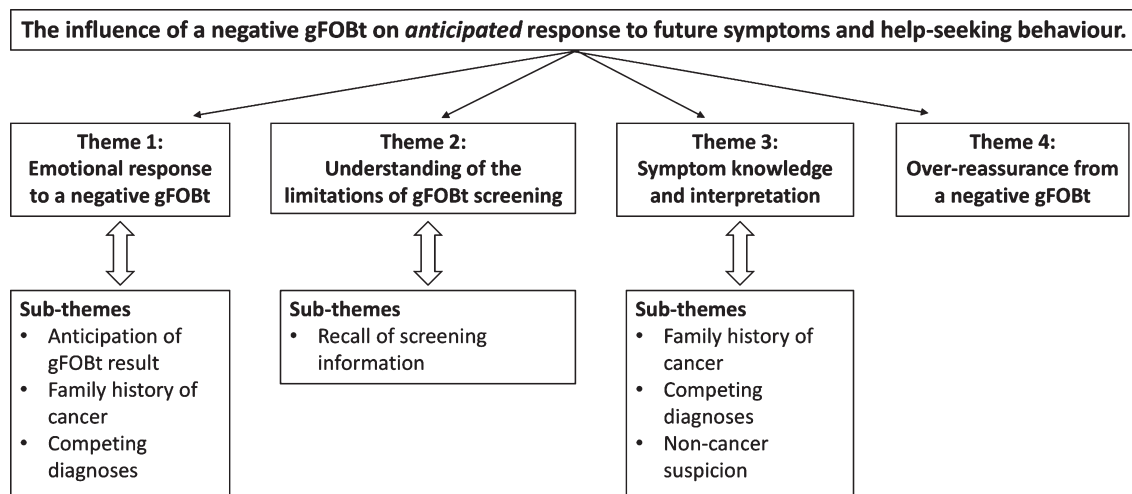 The influence of a negative gFOBt on anticipated response to future symptoms and help-seeking behaviour.
Theme 1:
Emotional response
to a negative gFOBt
Theme 2:
Understanding of the
limitations of gFOBt screening
Theme 3:
Symptom knowledge
and interpretation
Theme 4:
Over-reassurance from
a negative gFOBt
Sub-themes
• Anticipation of
gFOBt result
• Family history of
cancer
• Competing
diagnoses
Sub-themes
• Recall of screening
information
Sub-themes
• Family history of
cancer
• Competing
diagnoses
• Non-cancer
suspicion